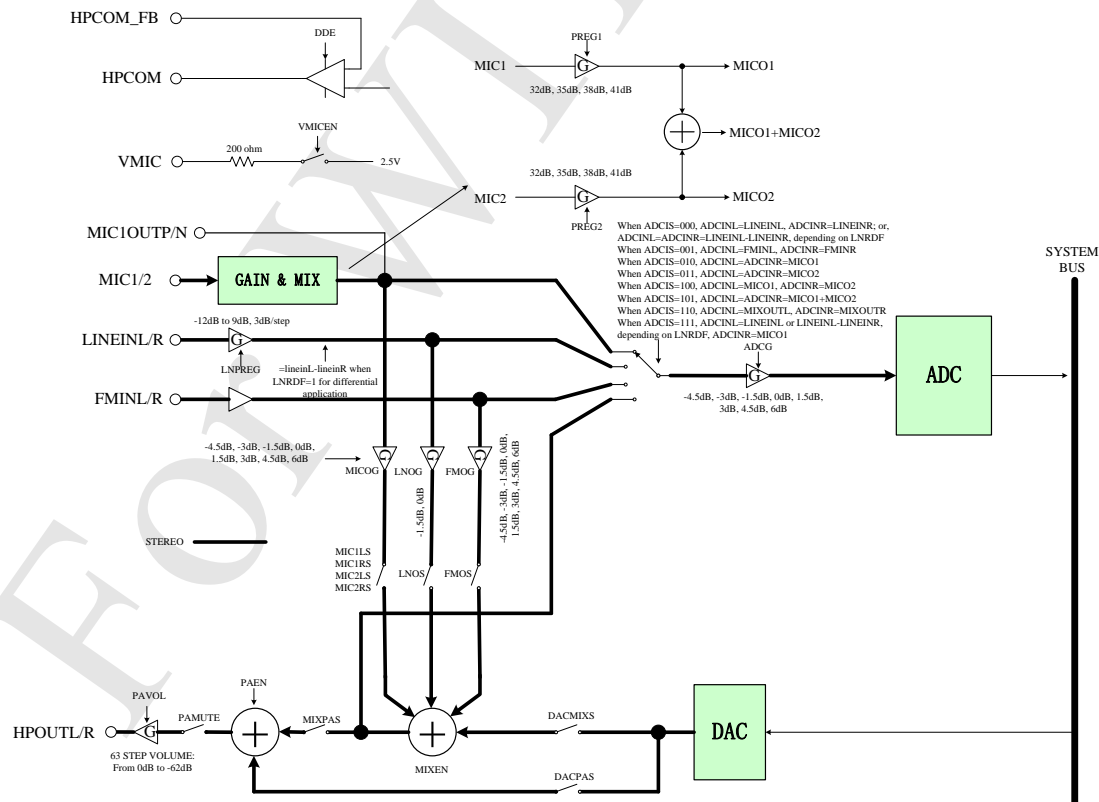 HPCOM_FB
DDE
HPCOM
VMICEN
VMIC
200 ohm
2.5V
PREG1
MIC1
G
MICO1
32dB, 35dB, 38dB, 41dB
MICO1+MICO2
32dB, 35dB, 38dB, 41dB
MIC2
G
MICO2
PREG2
MIC1OUTP/N
MIC1/2
GAIN & MIX
When ADCIS=000, ADCINL=LINEINL, ADCINR=LINEINR; or,
ADCINL=ADCINR=LINEINL-LINEINR, depending on LNRDF
When ADCIS=001, ADCINL=FMINL, ADCINR=FMINR
When ADCIS=010, ADCINL=ADCINR=MICO1
When ADCIS=011, ADCINL=ADCINR=MICO2
When ADCIS=100, ADCINL=MICO1, ADCINR=MICO2
When ADCIS=101, ADCINL=ADCINR=MICO1+MICO2
When ADCIS=110, ADCINL=MIXOUTL, ADCINR=MIXOUTR
When ADCIS=111, ADCINL=LINEINL or LINEINL-LINEINR,
depending on LNRDF, ADCINR=MICO1
SYSTEM
BUS
-12dB to 9dB, 3dB/step
LINEINL/R
G
LNPREG
=lineinL-lineinR when
LNRDF=1 for differential
application
FMINL/R
ADCG
G
-4.5dB, -3dB, -1.5dB, 0dB, 1.5dB,
3dB, 4.5dB, 6dB
ADC
-4.5dB, -3dB, -1.5dB, 0dB,
1.5dB, 3dB, 4.5dB, 6dB
MICOG
G
LNOG
G
FMOG
G
-1.5dB, 0dB
-4.5dB, -3dB, -1.5dB, 0dB,
1.5dB, 3dB, 4.5dB, 6dB
STEREO
MIC1LS
MIC1RS
MIC2LS
MIC2RS
LNOS
FMOS
HPOUTL/R
PAVOL
G
63 STEP VOLUME:
From 0dB to -62dB
PAMUTE
PAEN
MIXPAS
MIXEN
DACMIXS
DACPAS
DAC